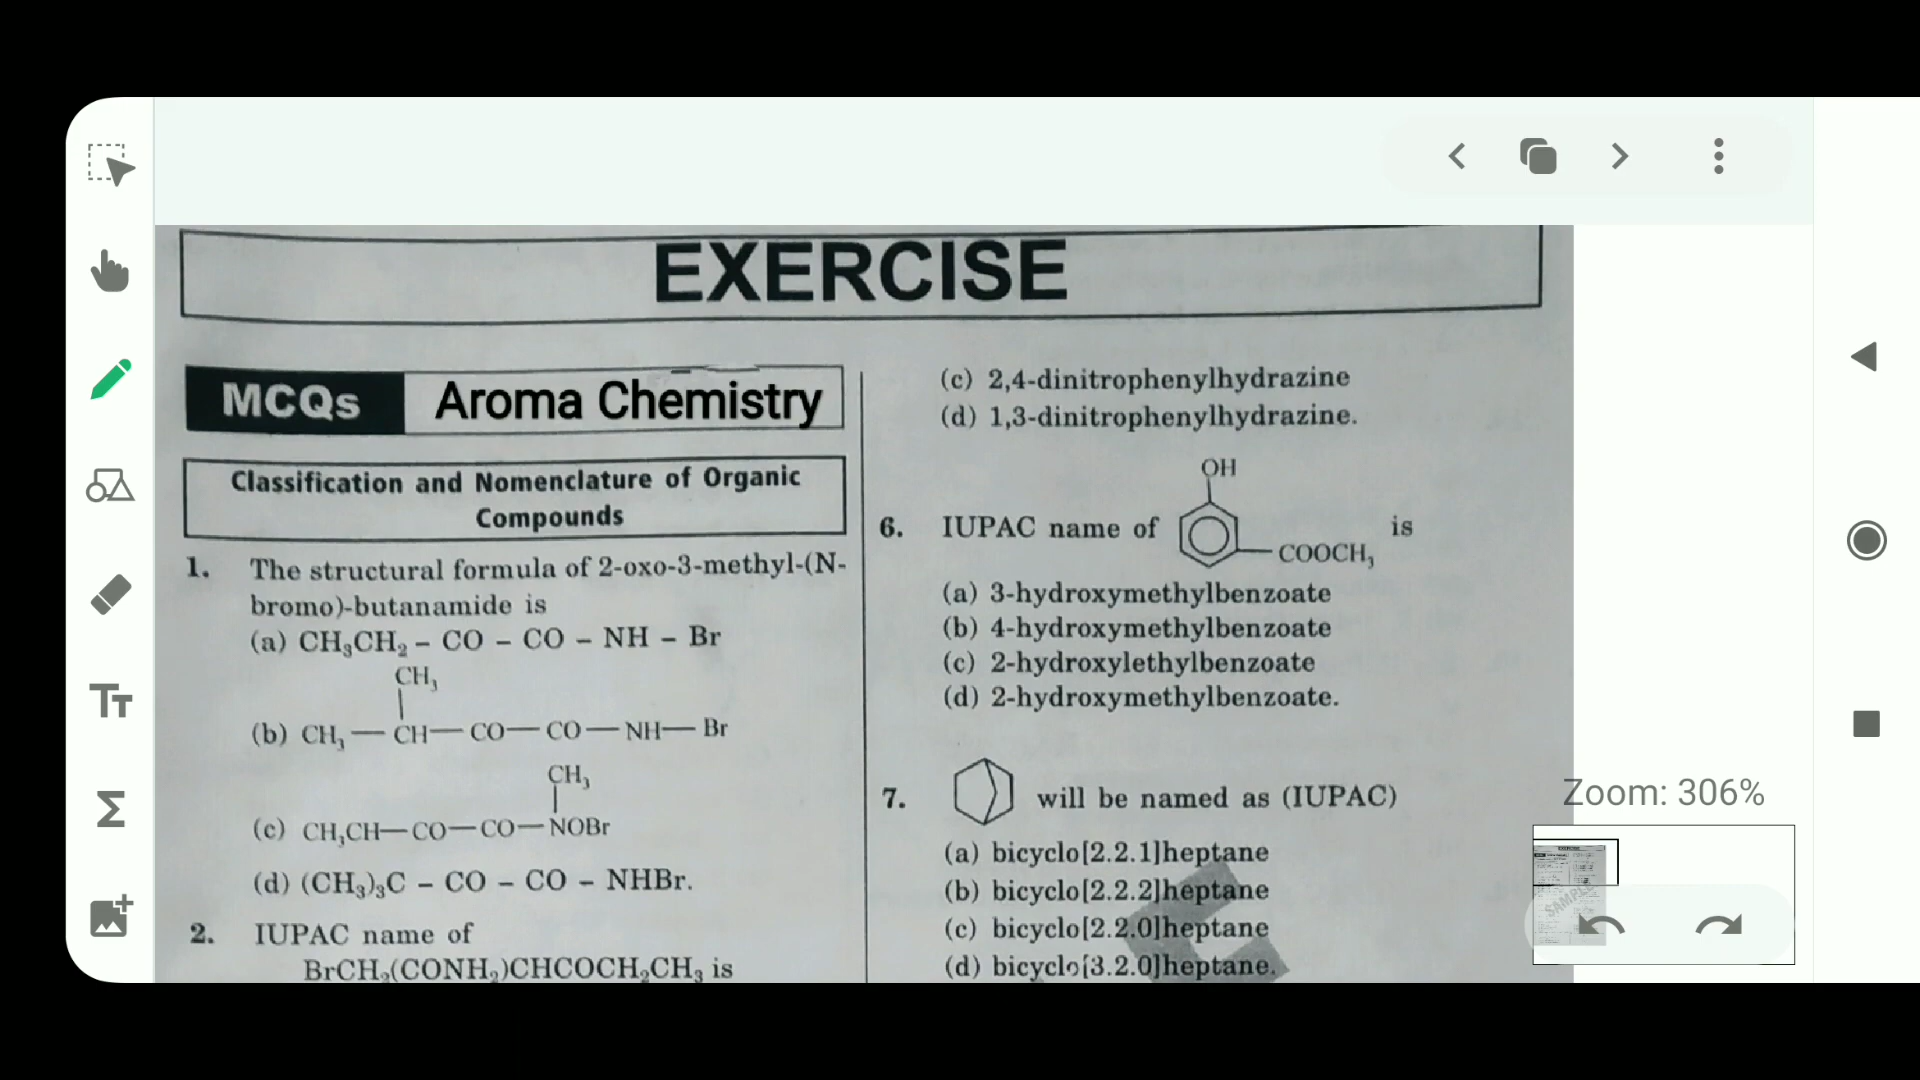 EXERCISE
MCQs Aroma Chemistry
Classification and Nomenclature of Organic
Compounds
1. The structural formula of 2-oxo-3-methyl-(N-
bromo)-butanamide is
(a) CH₃CH₂ – CO – CO – NH – Br
CH₃
(b) CH₃ — CH — CO — CO — NH — Br
CH₃
(c) CH₃CH — CO — CO — NOBr
(d) (CH₃)₃C – CO – CO – NHBr.
2. IUPAC name of
BrCH₂(CONH₂)CHCOCH₂CH₃ is
(c) 2,4-dinitrophenylhydrazine
(d) 1,3-dinitrophenylhydrazine.
OH
6. IUPAC name of is
COOCH₃
(a) 3-hydroxymethylbenzoate
(b) 4-hydroxymethylbenzoate
(c) 2-hydroxylethylbenzoate
(d) 2-hydroxymethylbenzoate.
7. will be named as (IUPAC)
(a) bicyclo[2.2.1]heptane
(b) bicyclo[2.2.2]heptane
(c) bicyclo[2.2.0]heptane
(d) bicyclo[3.2.0]heptane.
Zoom: 306%
SAMPLE